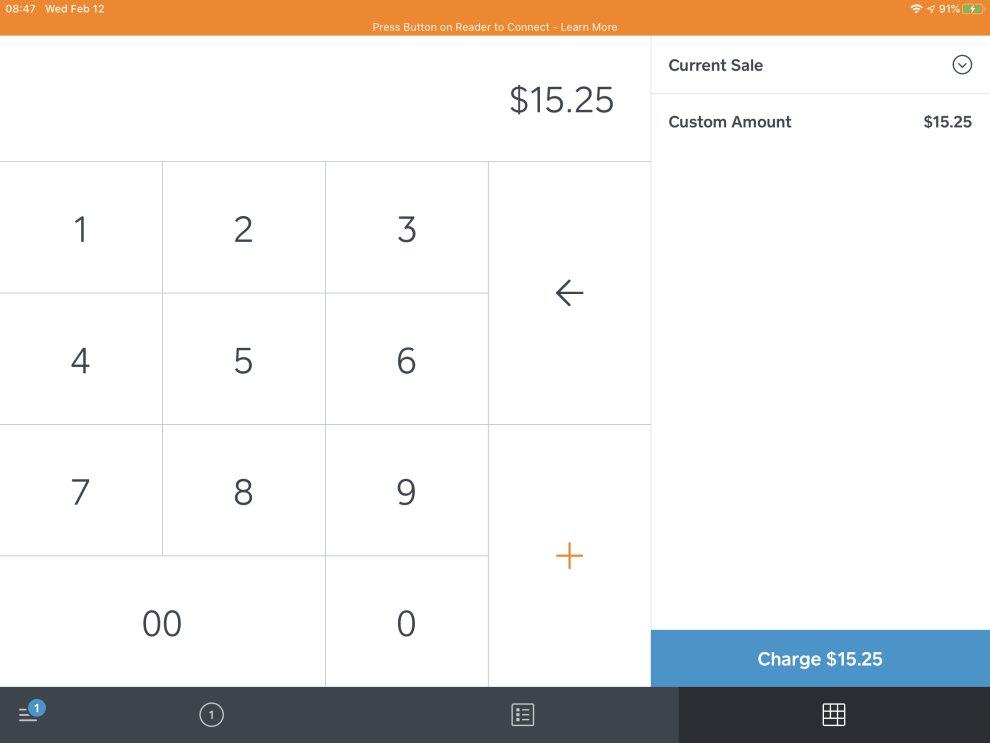 08:47 Wed Feb 12 91%
Press Button on Reader to Connect - Learn More
$15.25
Current Sale
Custom Amount $15.25
1 2 3
4 5 6
7 8 9
00 0
Charge $15.25
1 1